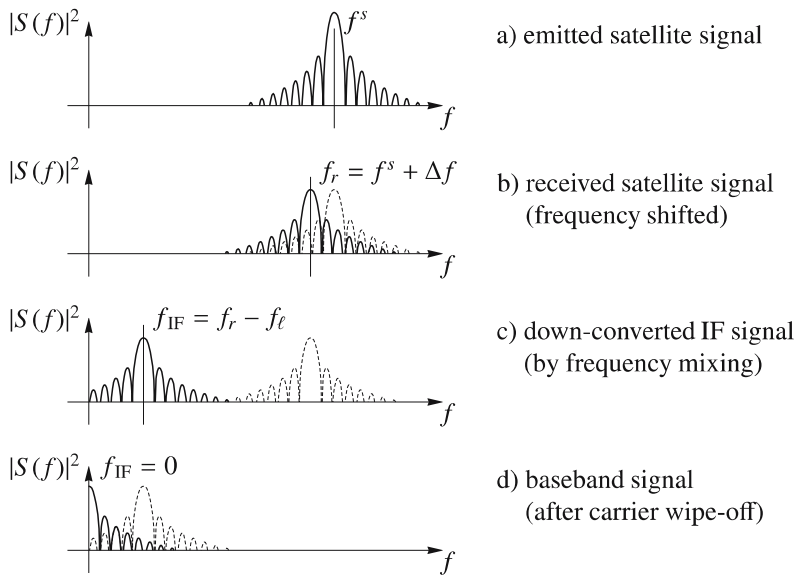 |S(f)|²
f^s
a) emitted satellite signal
f
|S(f)|²
f_r = f^s + Δf
b) received satellite signal
(frequency shifted)
f
|S(f)|²
f_IF = f_r − f_ℓ
c) down-converted IF signal
(by frequency mixing)
f
|S(f)|²
f_IF = 0
d) baseband signal
(after carrier wipe-off)
f